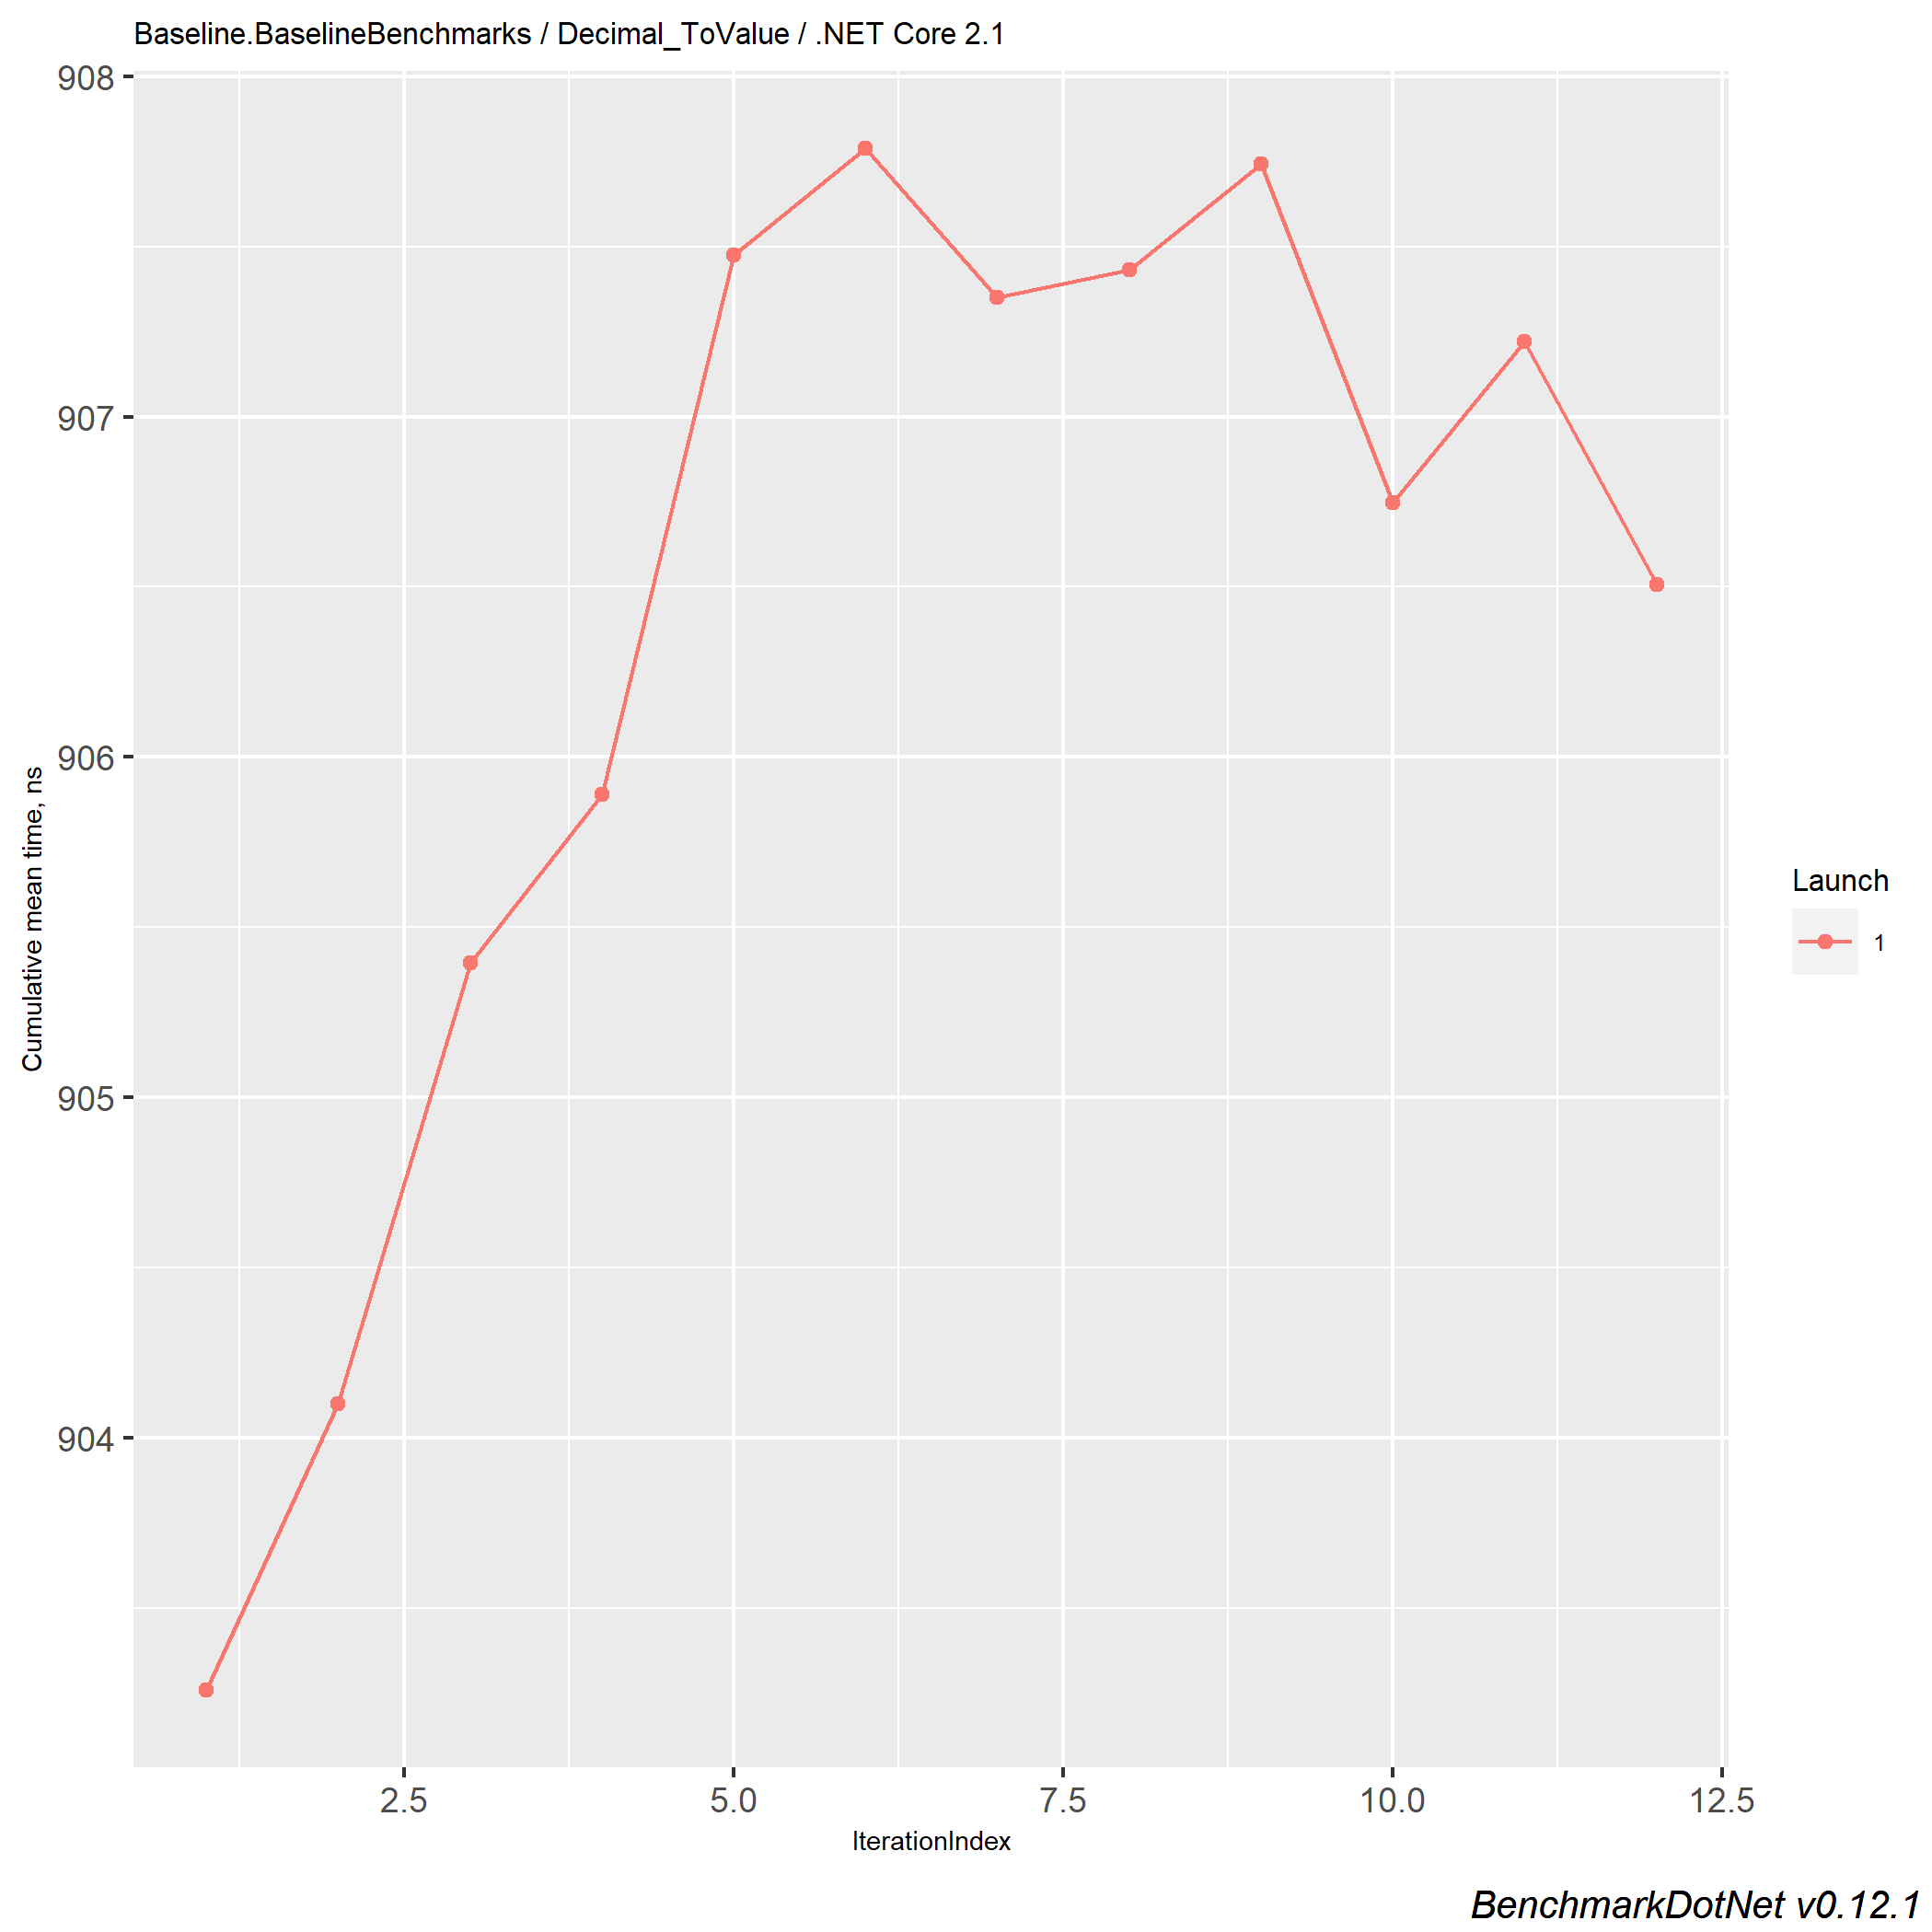 Baseline.BaselineBenchmarks / Decimal_ToValue / .NET Core 2.1
908
907
906
905
904
Cumulative mean time, ns
2.5 5.0 7.5 10.0 12.5
IterationIndex
Launch
1
BenchmarkDotNet v0.12.1